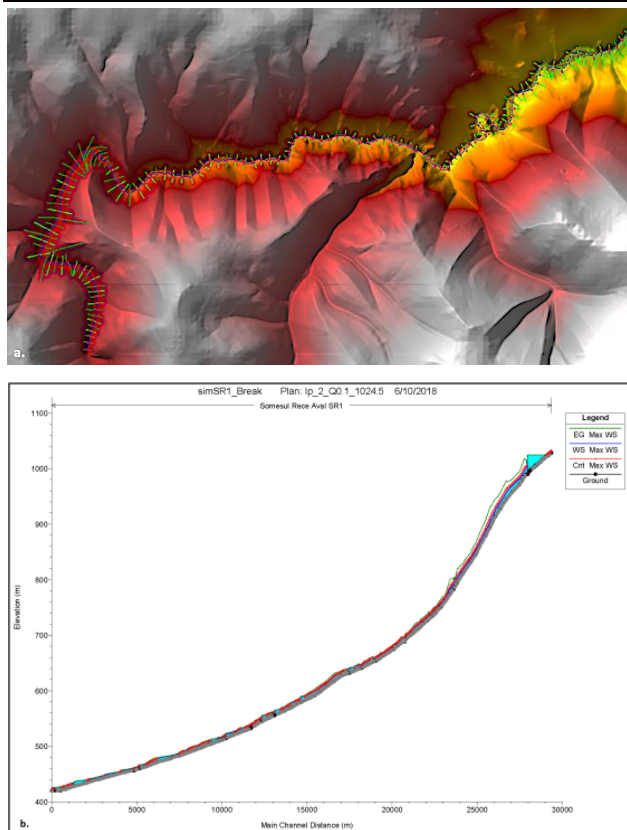 a.
simSR1_Break Plan: Ip_2_Q0.1_1024.5 6/10/2018
Somesul Rece Aval SR1
Legend
EG Max WS
WS Max WS
Crit Max WS
Ground
Elevation (m)
1100
1000
900
800
700
600
500
400
0
5000
10000
15000
20000
25000
30000
Main Channel Distance (m)
b.